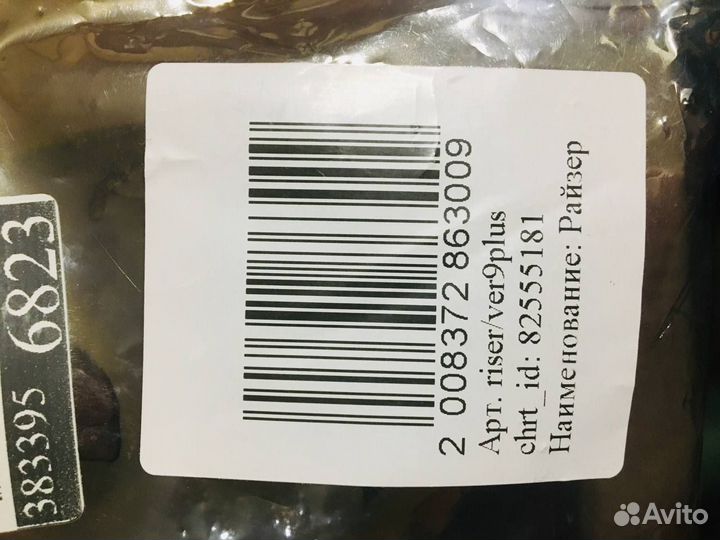 2 008372 863009
Арт. riser/ver9plus
chrt_id: 82555181
Наименование: Райзер
383395 6823
Avito